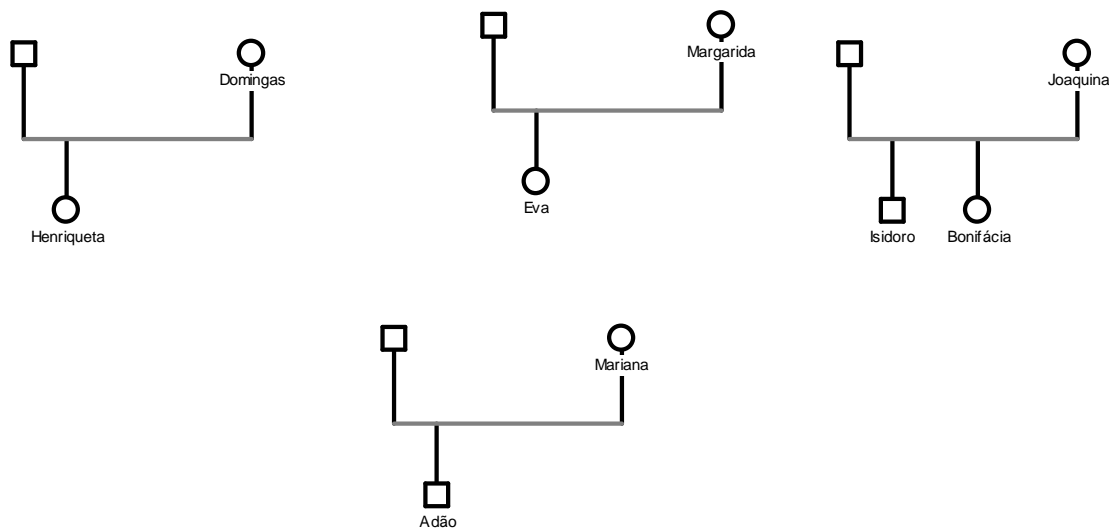 Domingas
Henriqueta
Margarida
Eva
Joaquina
Isidoro
Bonifácia
Mariana
Adão